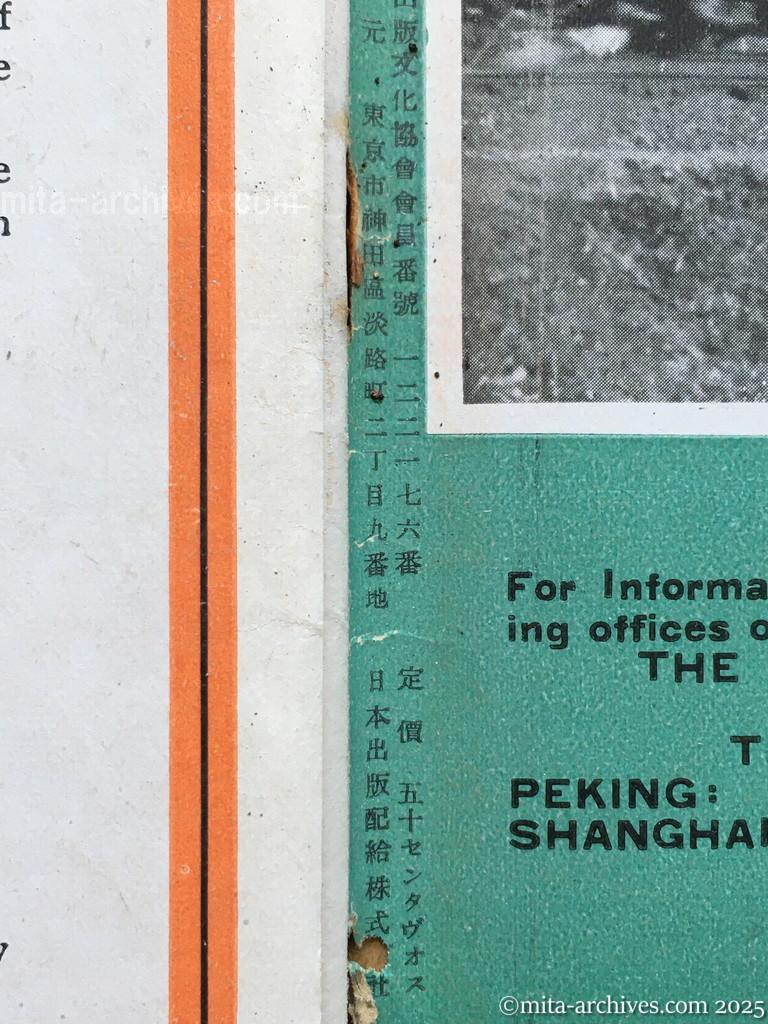 f
e
e
n
y
mita-archives.com
出版文化協會會員番號 一二二一七六番 定價 五十センタヴォス
元 東京市神田區淡路町二丁目九番地 日本出版配給株式 社
For Informa
ing offices o
THE
T
PEKING:
SHANGHAI
©mita-archives.com 2025